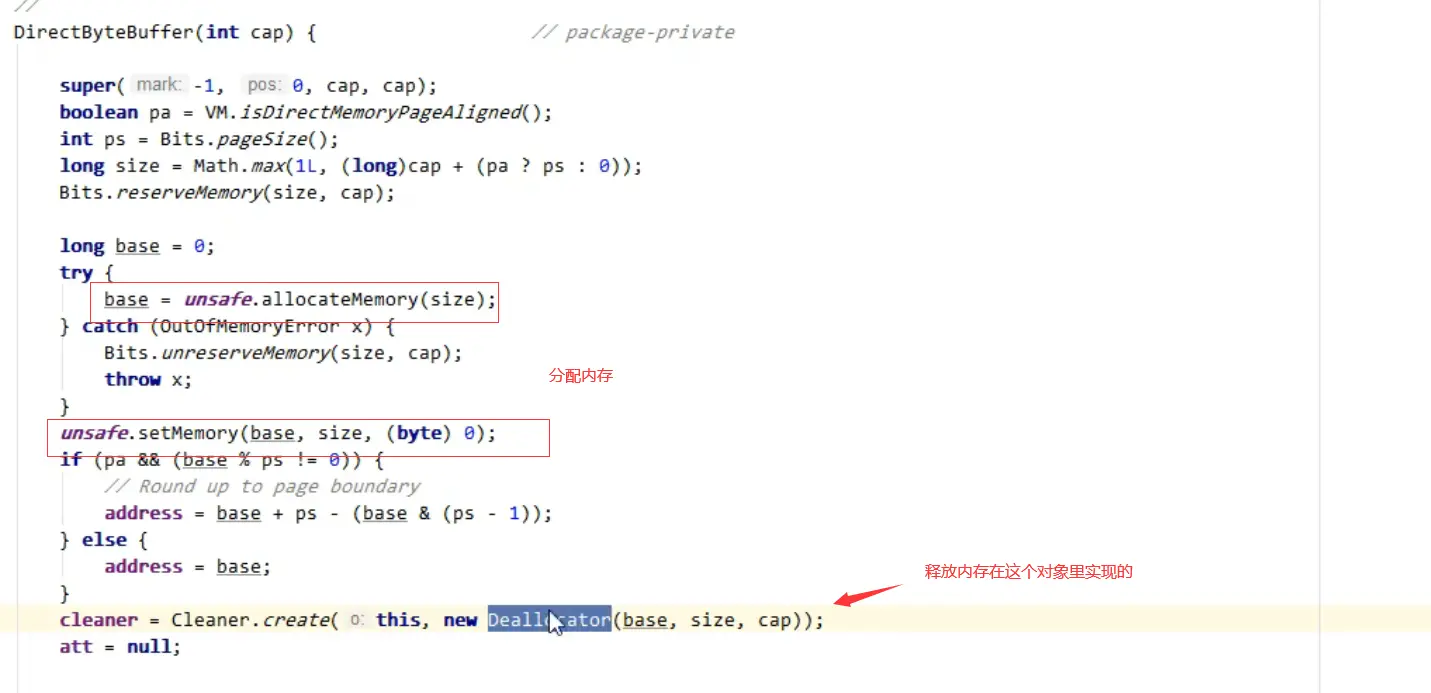 //
DirectByteBuffer(int cap) { // package-private
super( mark: -1, pos: 0, cap, cap);
boolean pa = VM.isDirectMemoryPageAligned();
int ps = Bits.pageSize();
long size = Math.max(1L, (long)cap + (pa ? ps : 0));
Bits.reserveMemory(size, cap);
long base = 0;
try {
base = unsafe.allocateMemory(size);
} catch (OutOfMemoryError x) {
Bits.unreserveMemory(size, cap);
throw x;
分配内存
}
unsafe.setMemory(base, size, (byte) 0);
if (pa && (base % ps != 0)) {
// Round up to page boundary
address = base + ps - (base & (ps - 1));
} else {
address = base;
释放内存在这个对象里实现的
}
cleaner = Cleaner.create( o: this, new Deallocator(base, size, cap));
att = null;